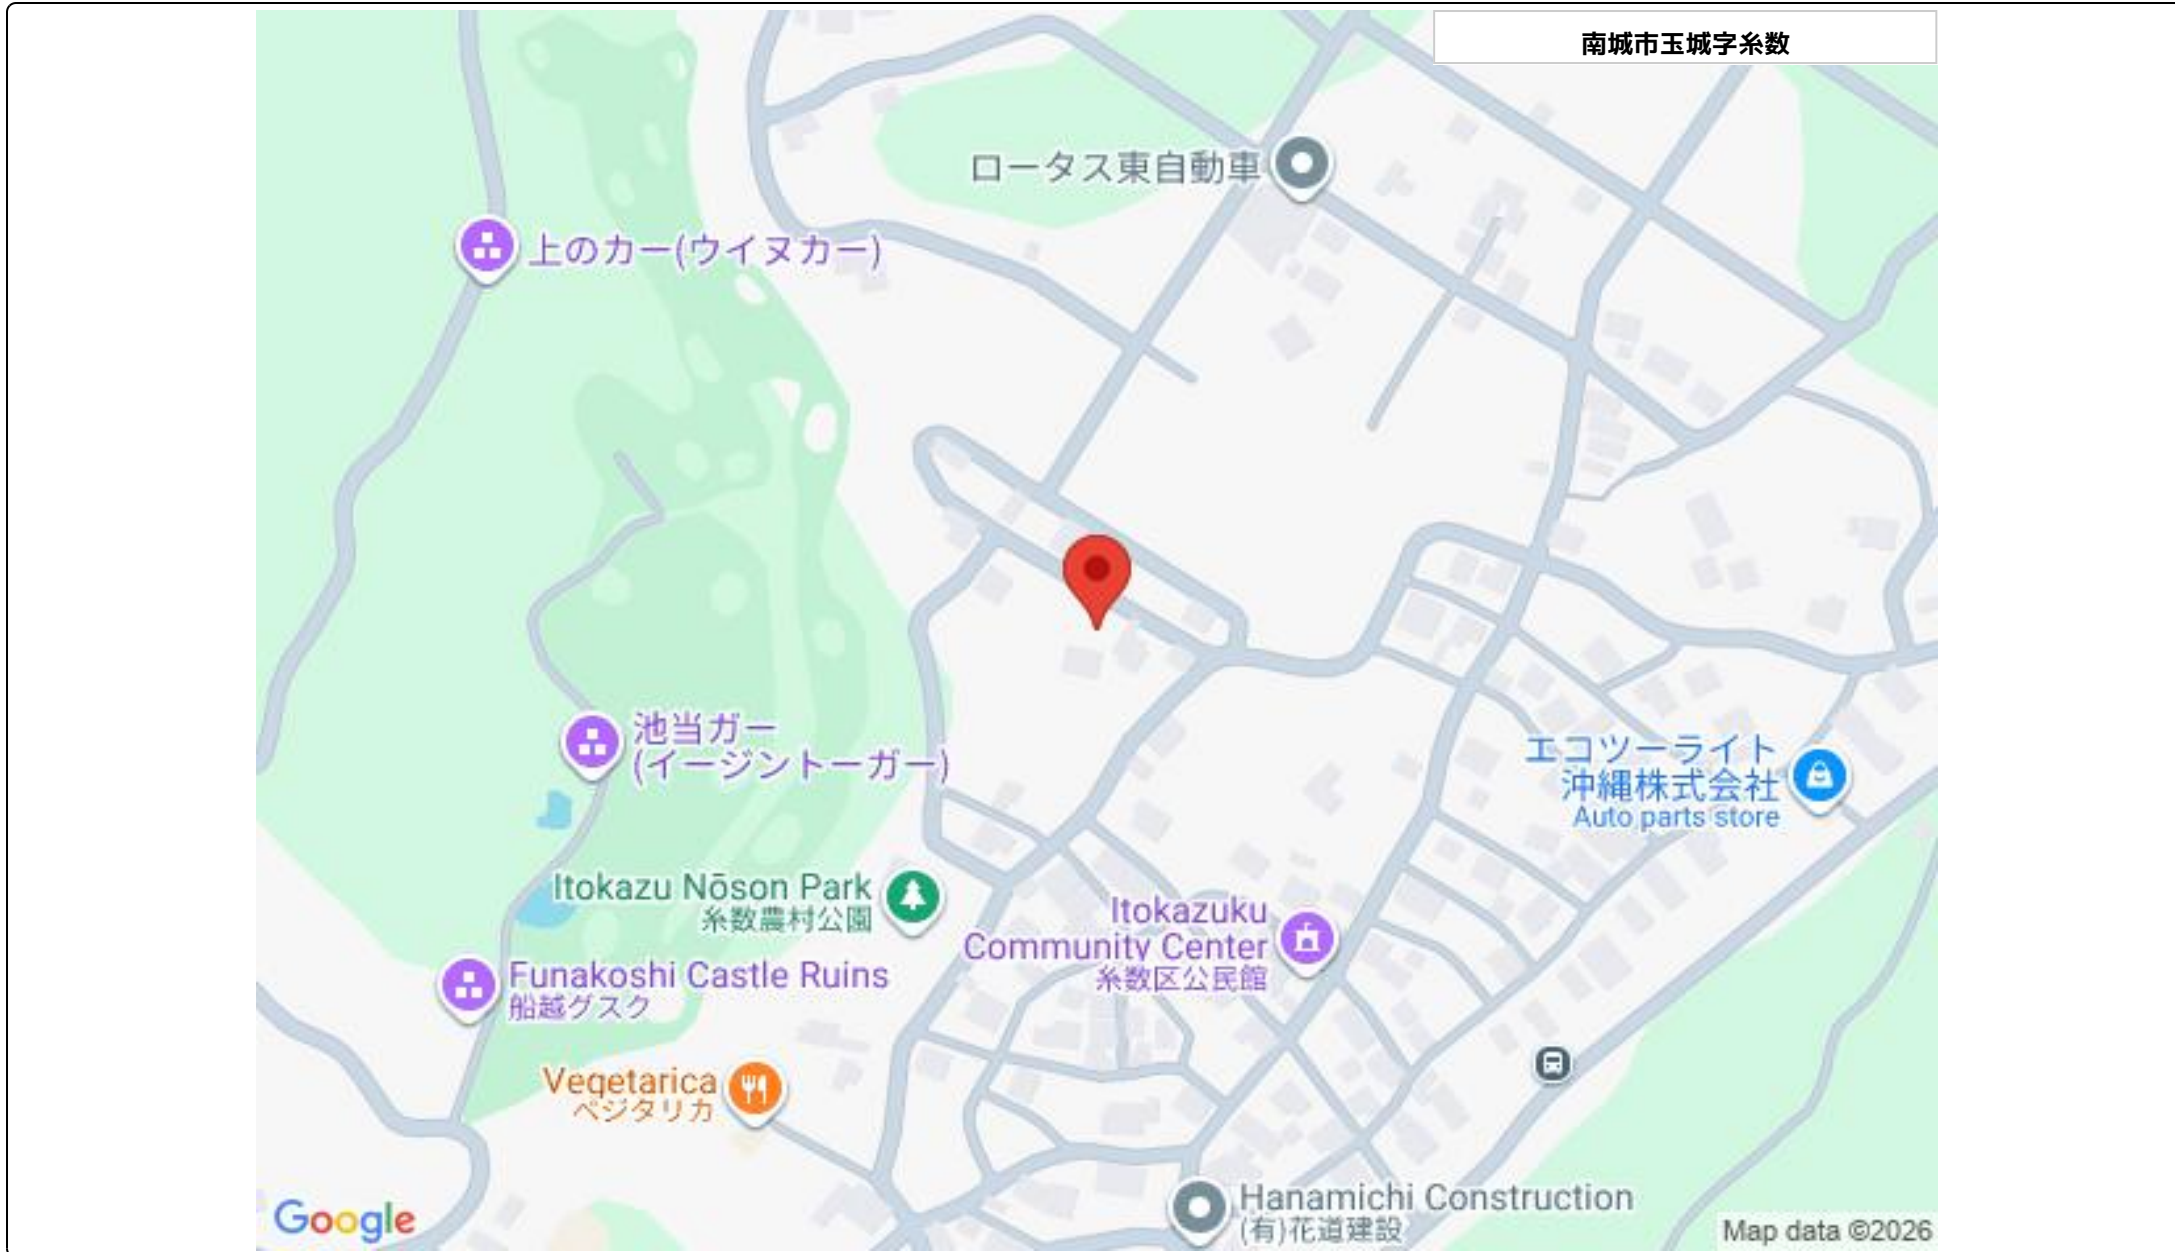 南城市玉城字糸数
ロータス東自動車
上のカー(ウイヌカー)
池当ガー
(イージントーガー)
エコツーライト
沖縄株式会社
Auto parts store
Itokazu Nōson Park
糸数農村公園
Itokazuku
Community Center
糸数区公民館
Funakoshi Castle Ruins
船越グスク
Vegetarica
ベジタリカ
Hanamichi Construction
(有)花道建設
Google
Map data ©2026